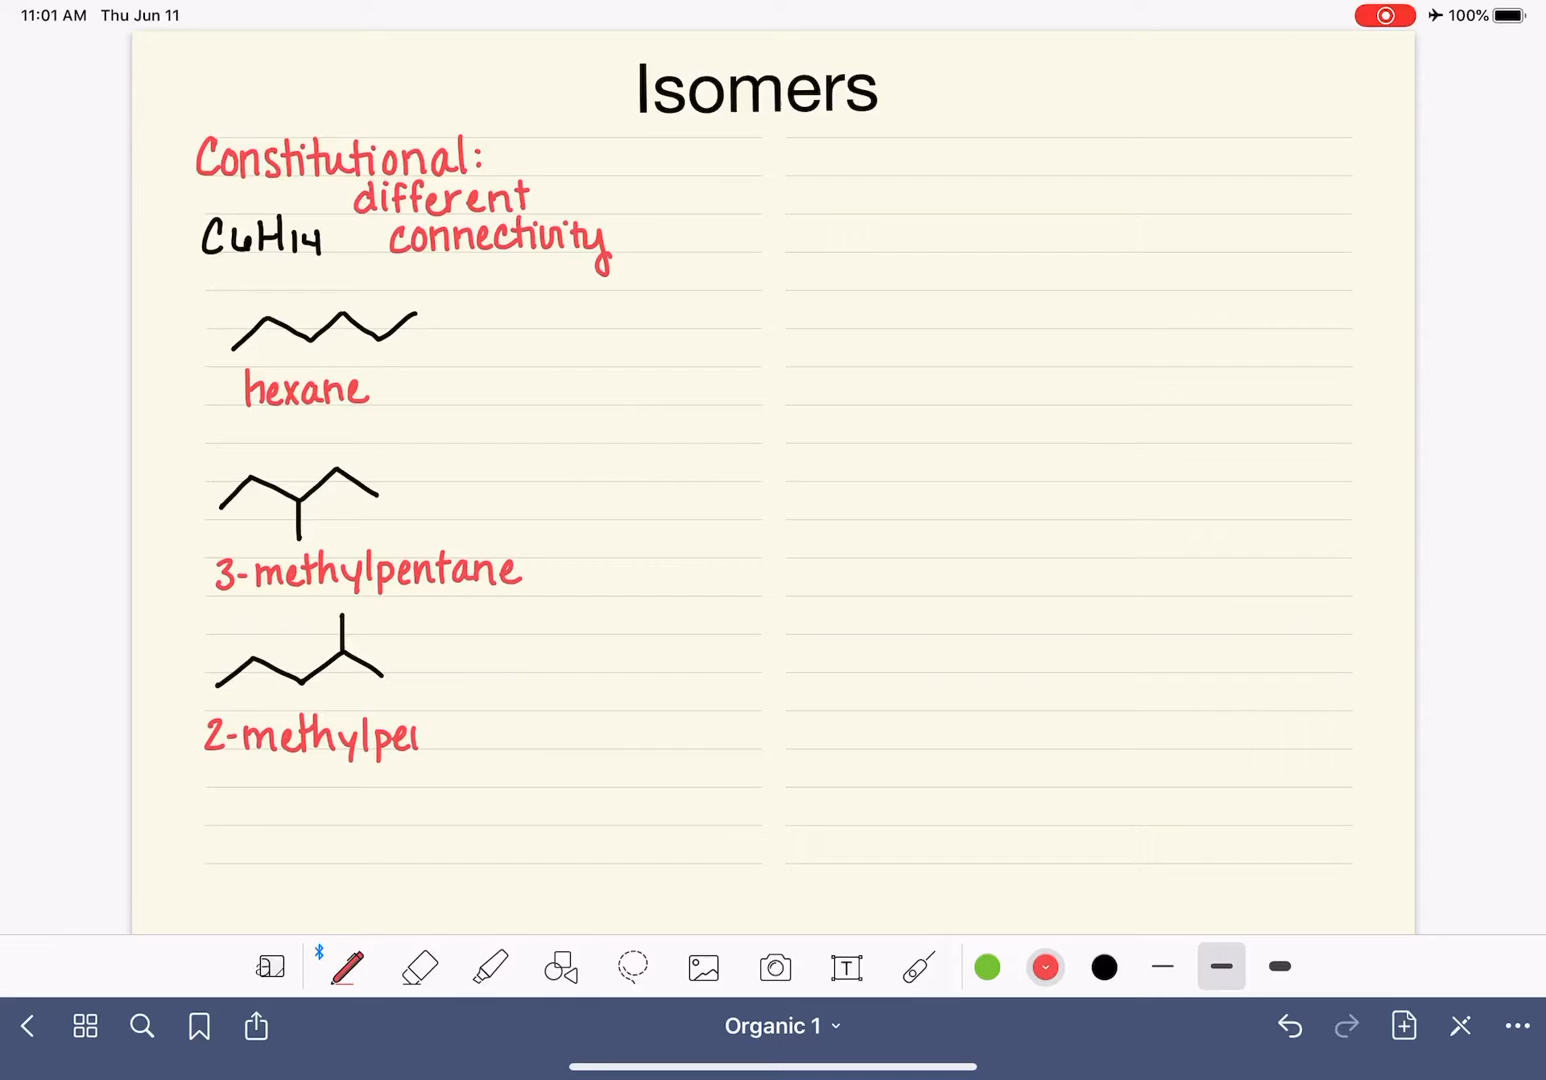 11:01 AM Thu Jun 11
100%
Isomers
Constitutional:
different
C6H14 connectivity
hexane
3-methylpentane
2-methylpe
T
Organic 1